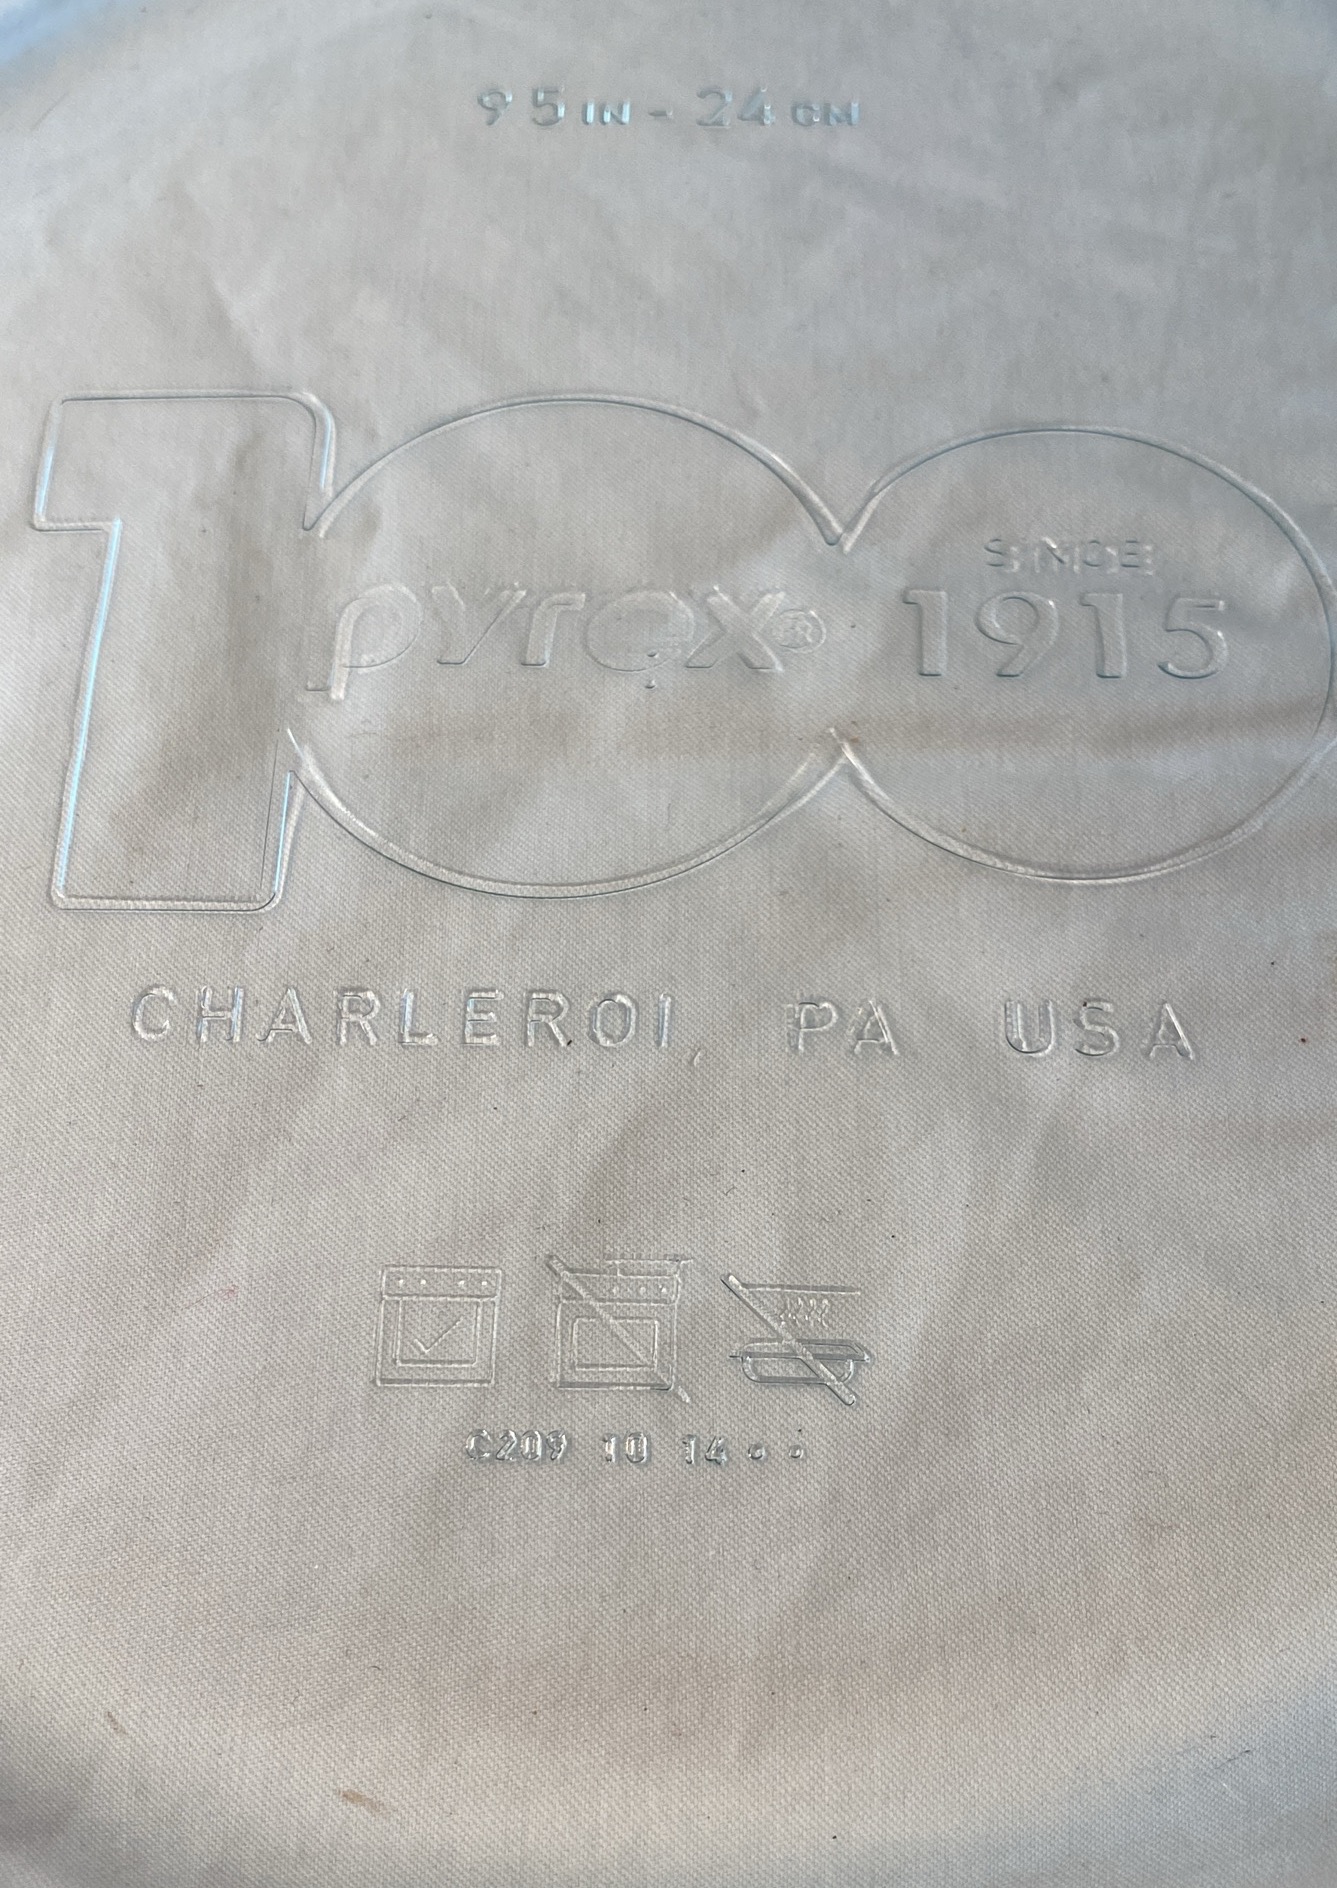 9 5 IN - 24 CM
100
pyrex®
SINCE
1915
CHARLEROI, PA USA
C209 10 14